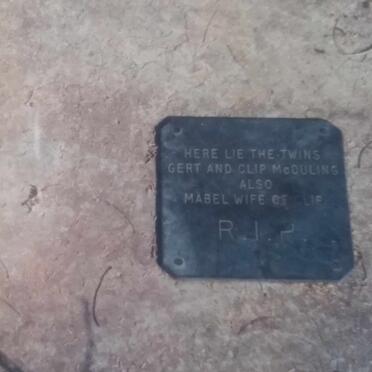 HERE LIE THE TWINS
GERT AND CLIP McDULING
ALSO
MABEL WIFE OF CLIP
R.I.P